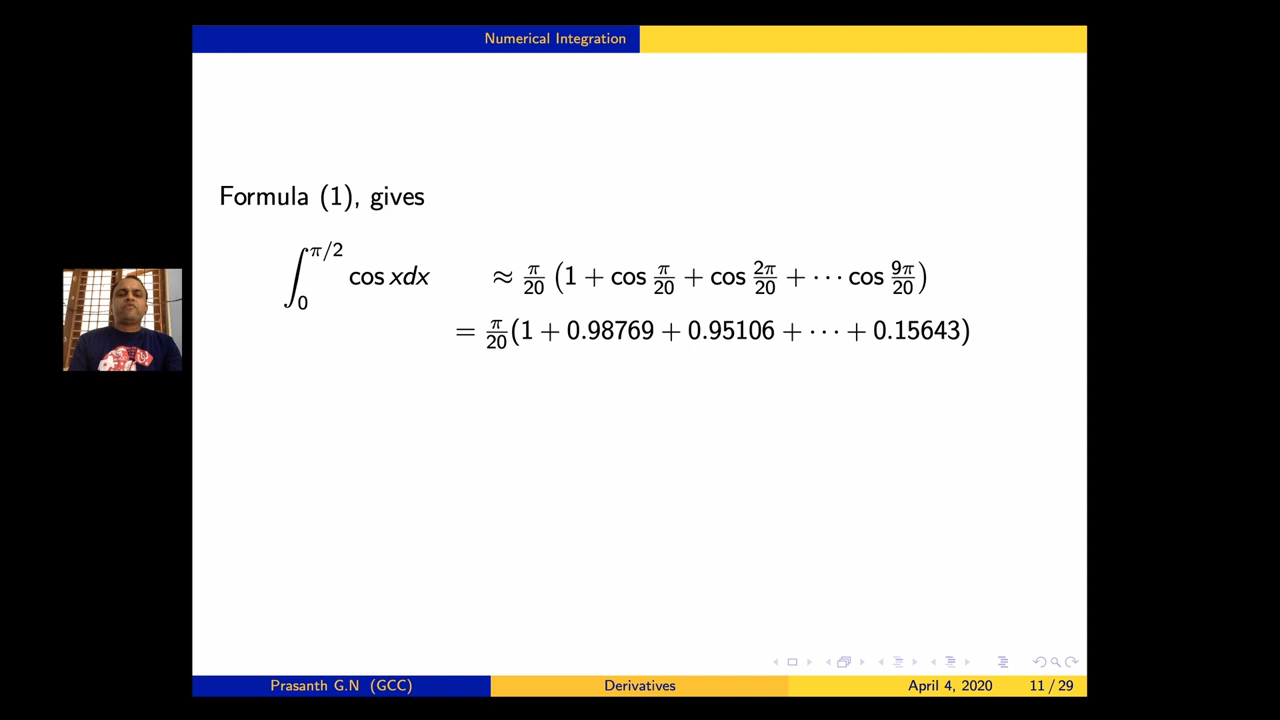 Numerical Integration
Formula (1), gives
∫₀^{π/2} cos xdx ≈ π/20 (1 + cos π/20 + cos 2π/20 + ··· cos 9π/20)
= π/20 (1 + 0.98769 + 0.95106 + ··· + 0.15643)
Prasanth G.N (GCC) Derivatives April 4, 2020 11 / 29